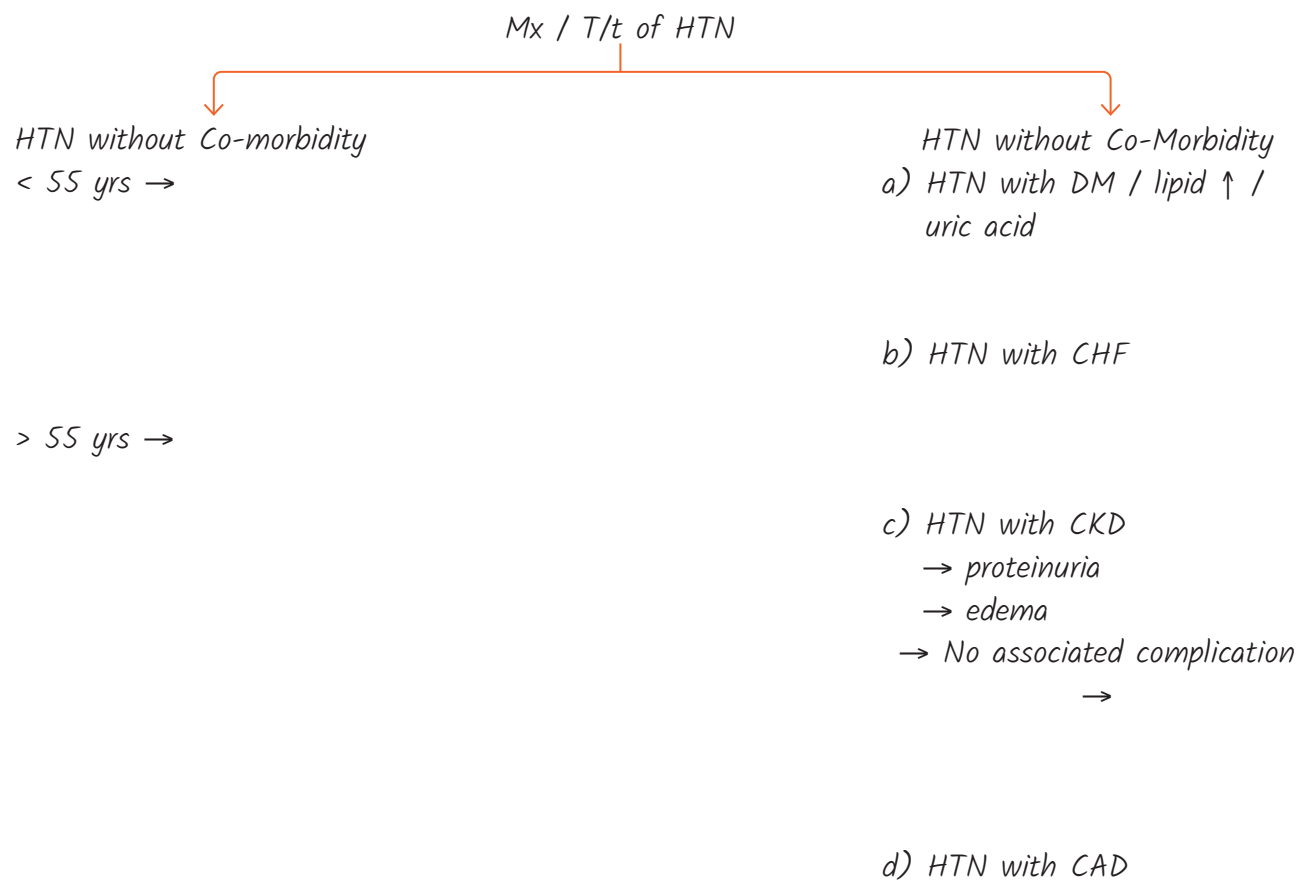 Mx / T/t of HTN
HTN without Co-morbidity
< 55 yrs →
> 55 yrs →
HTN without Co-Morbidity
a) HTN with DM / lipid ↑ /
uric acid
b) HTN with CHF
c) HTN with CKD
→ proteinuria
→ edema
→ No associated complication
→
d) HTN with CAD